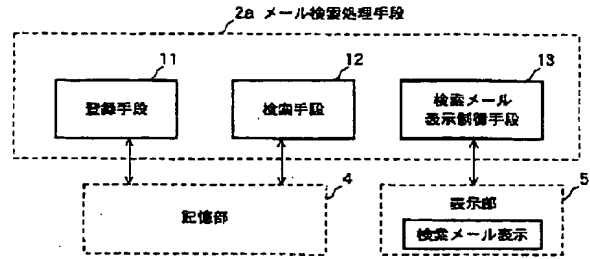 2a メール検索処理手段
11
12
13
登録手段
検索手段
検索メール
表示制御手段
4
5
記憶部
表示部
検索メール表示